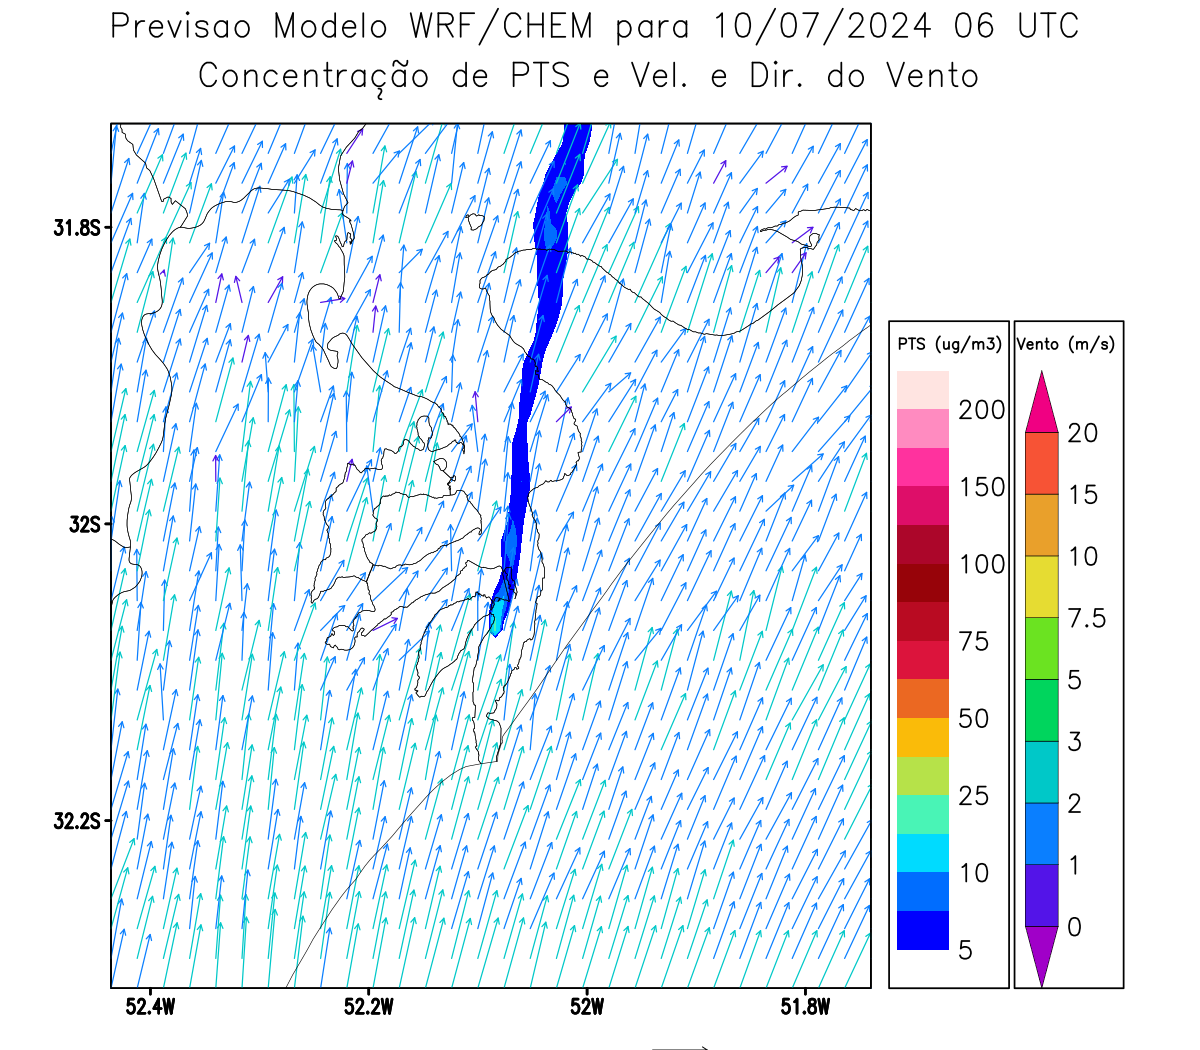 Previsao Modelo WRF/CHEM para 10/07/2024 06 UTC
Concentração de PTS e Vel. e Dir. do Vento
31.8S
32S
32.2S
52.4W 52.2W 52W 51.8W
PTS (ug/m3)
200
150
100
75
50
25
10
5
Vento (m/s)
20
15
10
7.5
5
3
2
1
0